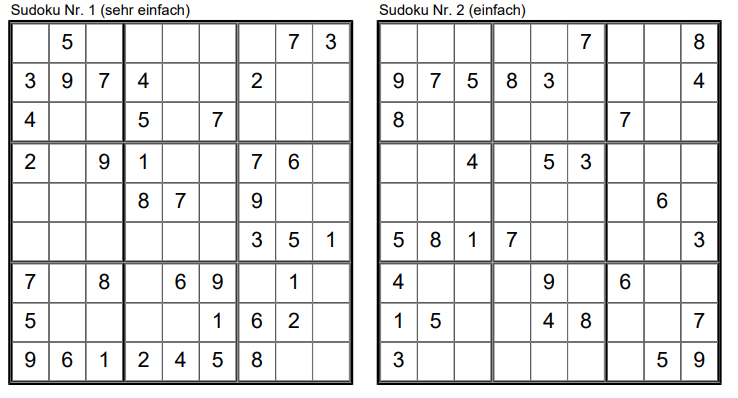 Sudoku Nr. 1 (sehr einfach)
5 7 3
3 9 7 4 2
4 5 7
2 9 1 7 6
8 7 9
3 5 1
7 8 6 9 1
5 1 6 2
9 6 1 2 4 5 8
Sudoku Nr. 2 (einfach)
7 8
9 7 5 8 3 4
8 7
4 5 3
6
5 8 1 7 3
4 9 6
1 5 4 8 7
3 5 9